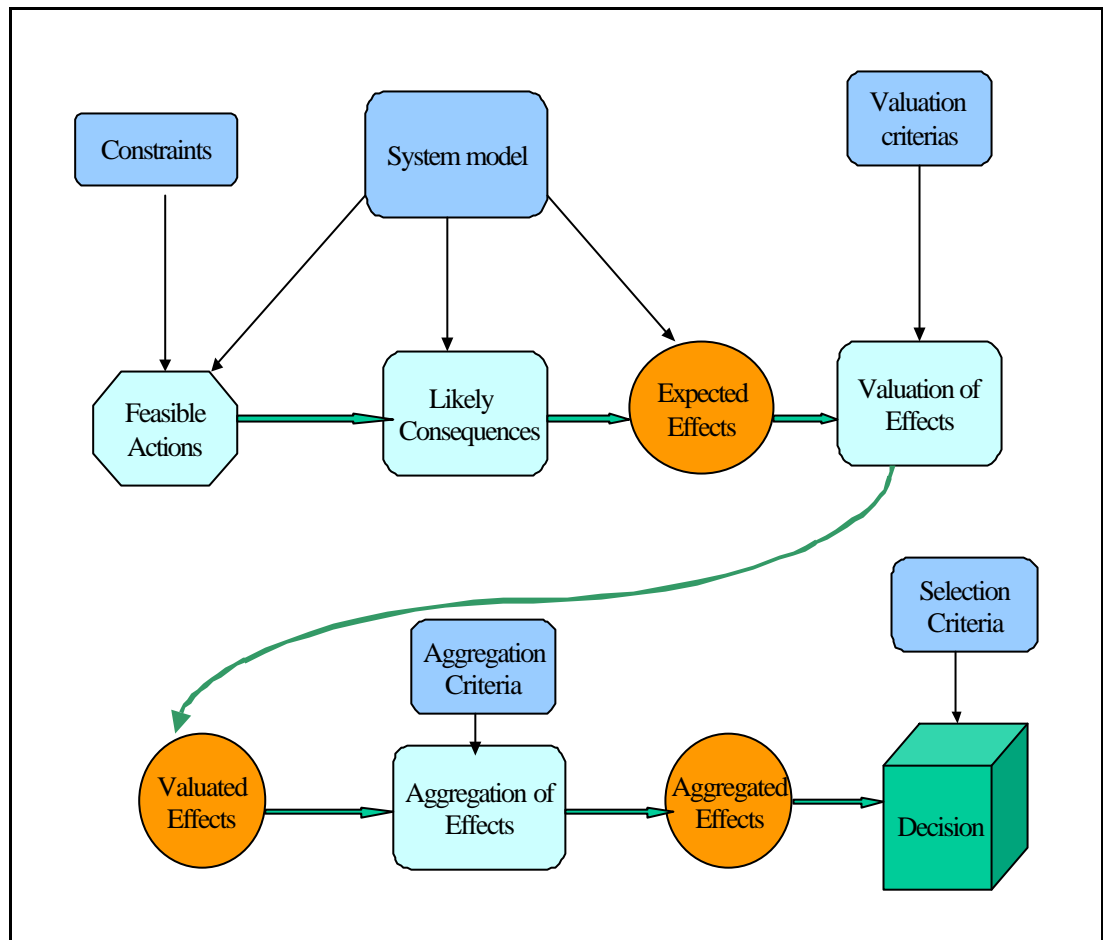 Constraints
System model
Valuation
criterias
Feasible
Actions
Likely
Consequences
Expected
Effects
Valuation of
Effects
Selection
Criteria
Aggregation
Criteria
Valuated
Effects
Aggregation of
Effects
Aggregated
Effects
Decision